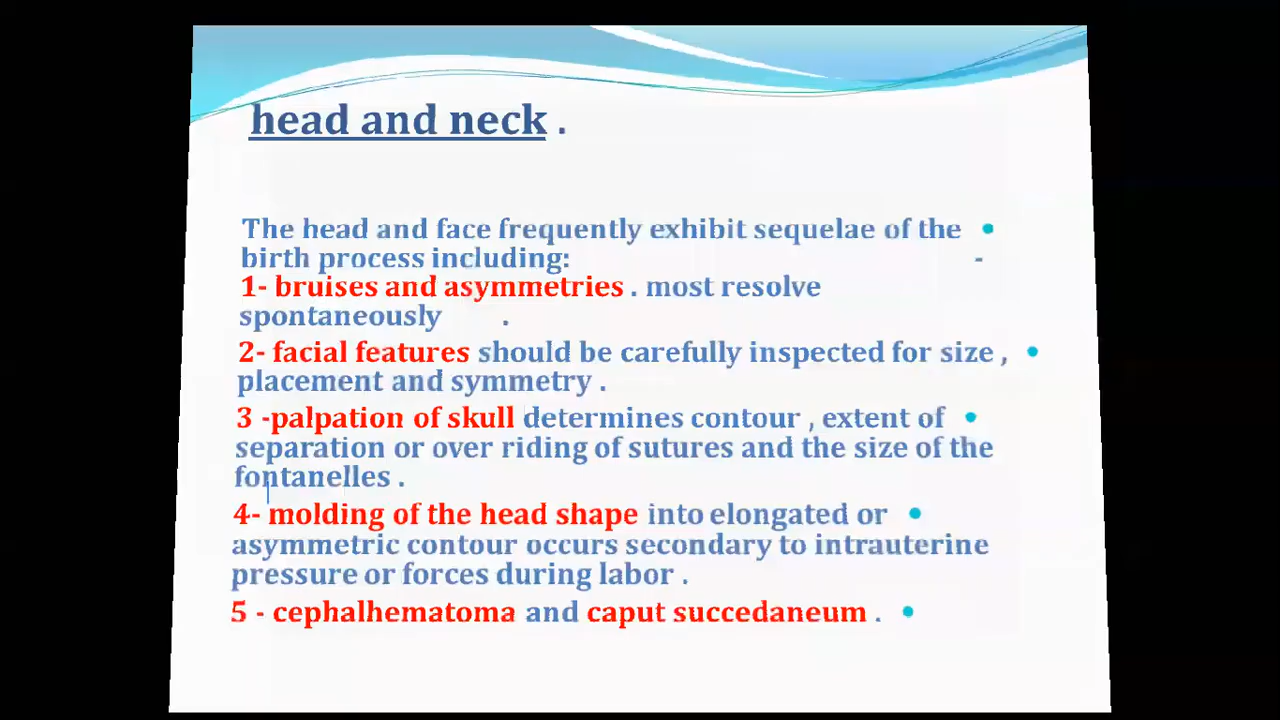 head and neck .
The head and face frequently exhibit sequelae of the •
birth process including: -
1- bruises and asymmetries . most resolve
spontaneously .
2- facial features should be carefully inspected for size , •
placement and symmetry .
3 -palpation of skull determines contour , extent of •
separation or over riding of sutures and the size of the
fontanelles .
4- molding of the head shape into elongated or •
asymmetric contour occurs secondary to intrauterine
pressure or forces during labor .
5 - cephalhematoma and caput succedaneum . •